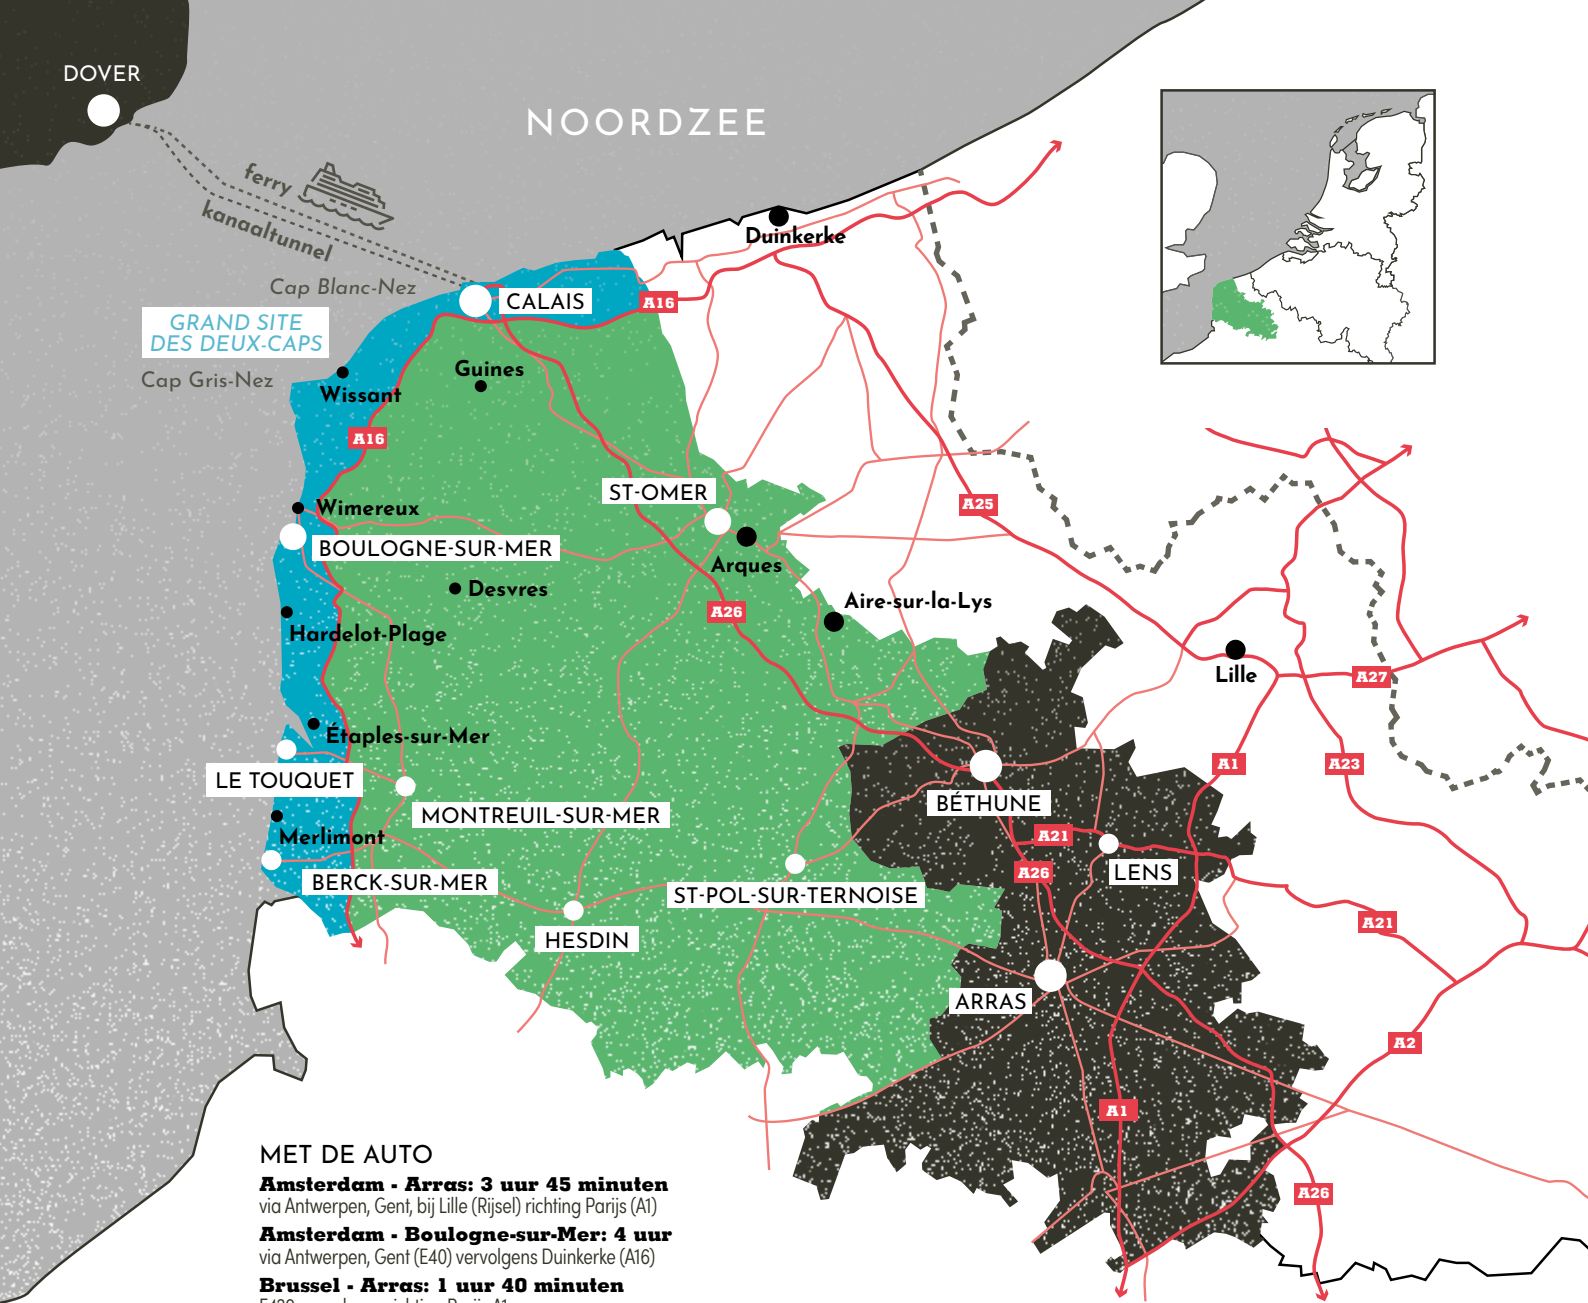 DOVER
NOORDZEE
ferry
kanaaltunnel
Duinkerke
Cap Blanc-Nez
CALAIS
A16
GRAND SITE
DES DEUX-CAPS
Cap Gris-Nez
Guines
Wissant
A16
ST-OMER
A25
Wimereux
BOULOGNE-SUR-MER
Arques
Desvres
Aire-sur-la-Lys
A26
Hardelot-Plage
Lille
A27
Étaples-sur-Mer
A1
A23
LE TOUQUET
BÉTHUNE
MONTREUIL-SUR-MER
A21
Merlimont
A26
LENS
BERCK-SUR-MER
ST-POL-SUR-TERNOISE
A21
HESDIN
ARRAS
A2
A1
A26
MET DE AUTO
Amsterdam - Arras: 3 uur 45 minuten
via Antwerpen, Gent, bij Lille (Rijsel) richting Parijs (A1)
Amsterdam - Boulogne-sur-Mer: 4 uur
via Antwerpen, Gent (E40) vervolgens Duinkerke (A16)
Brussel - Arras: 1 uur 40 minuten